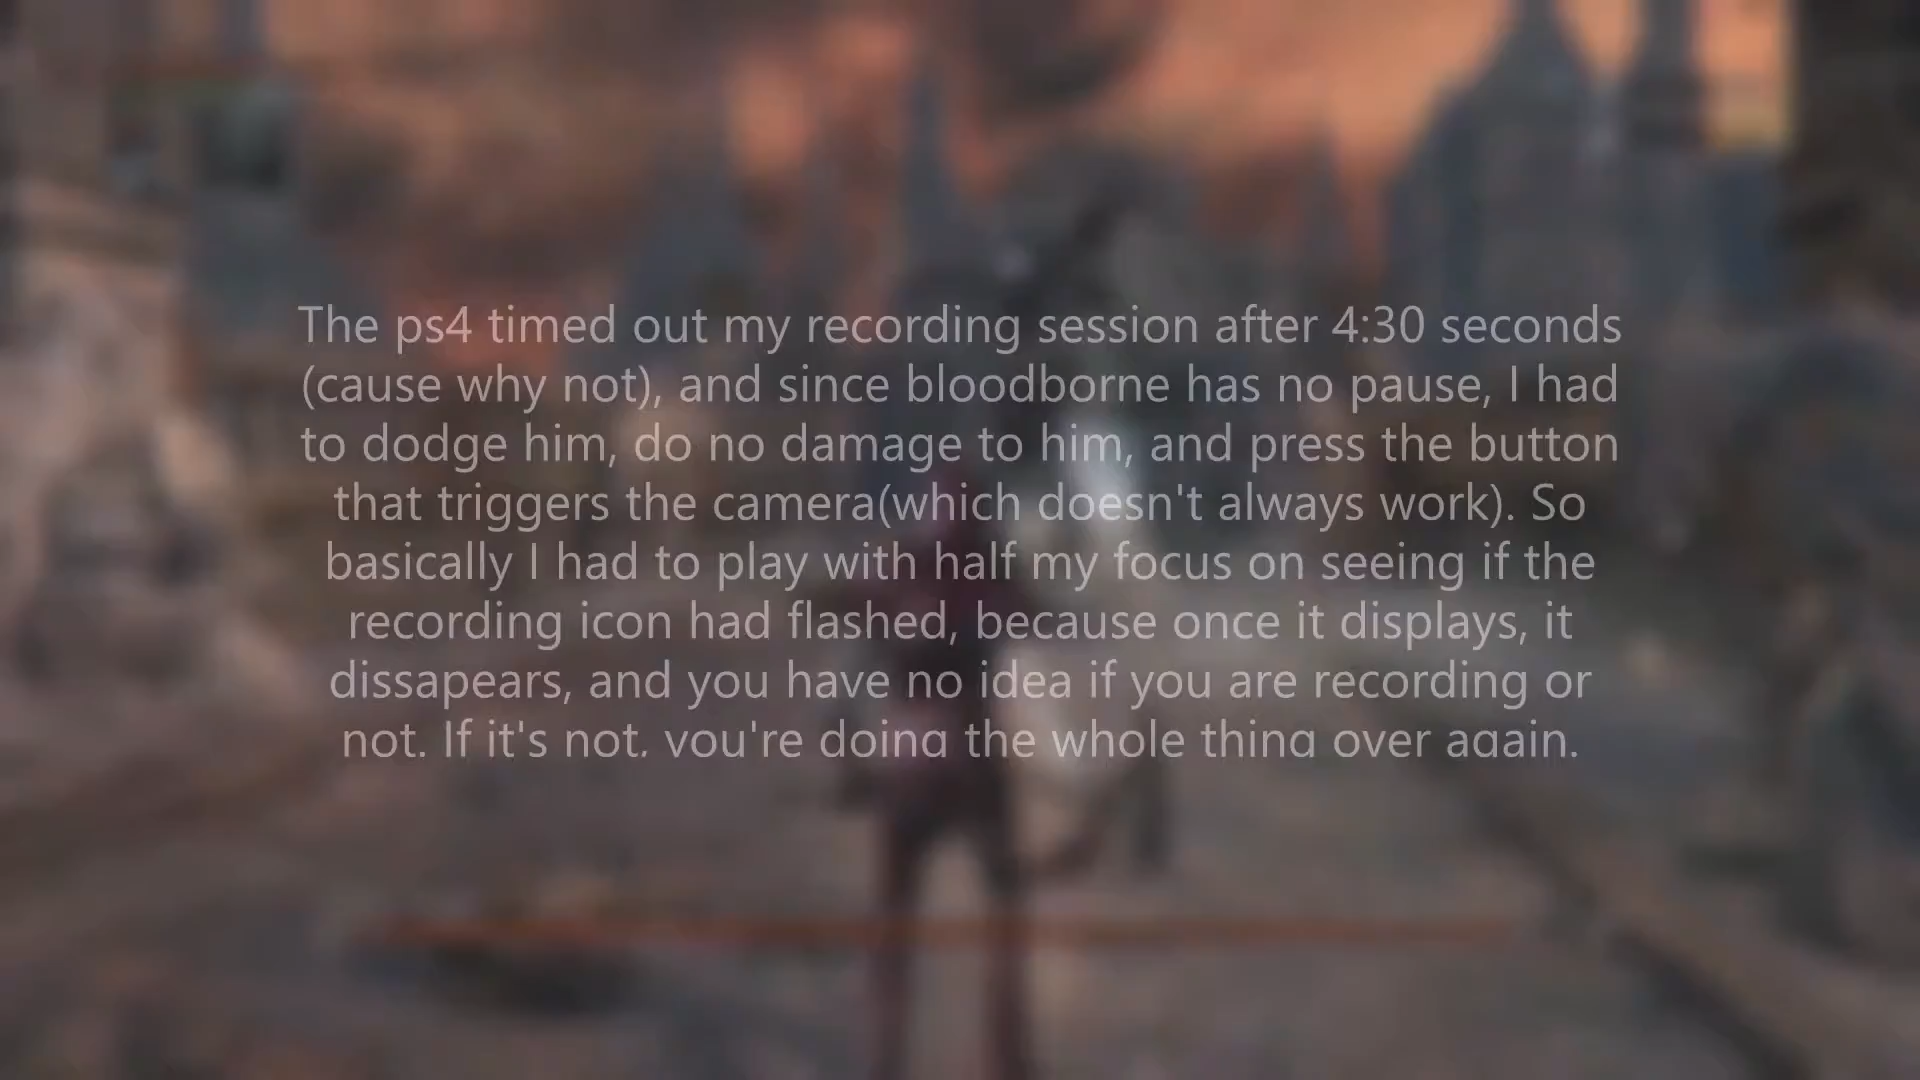 The ps4 timed out my recording session after 4:30 seconds
(cause why not), and since bloodborne has no pause, I had
to dodge him, do no damage to him, and press the button
that triggers the camera(which doesn't always work). So
basically I had to play with half my focus on seeing if the
recording icon had flashed, because once it displays, it
dissapears, and you have no idea if you are recording or
not. If it's not, you're doing the whole thing over again.